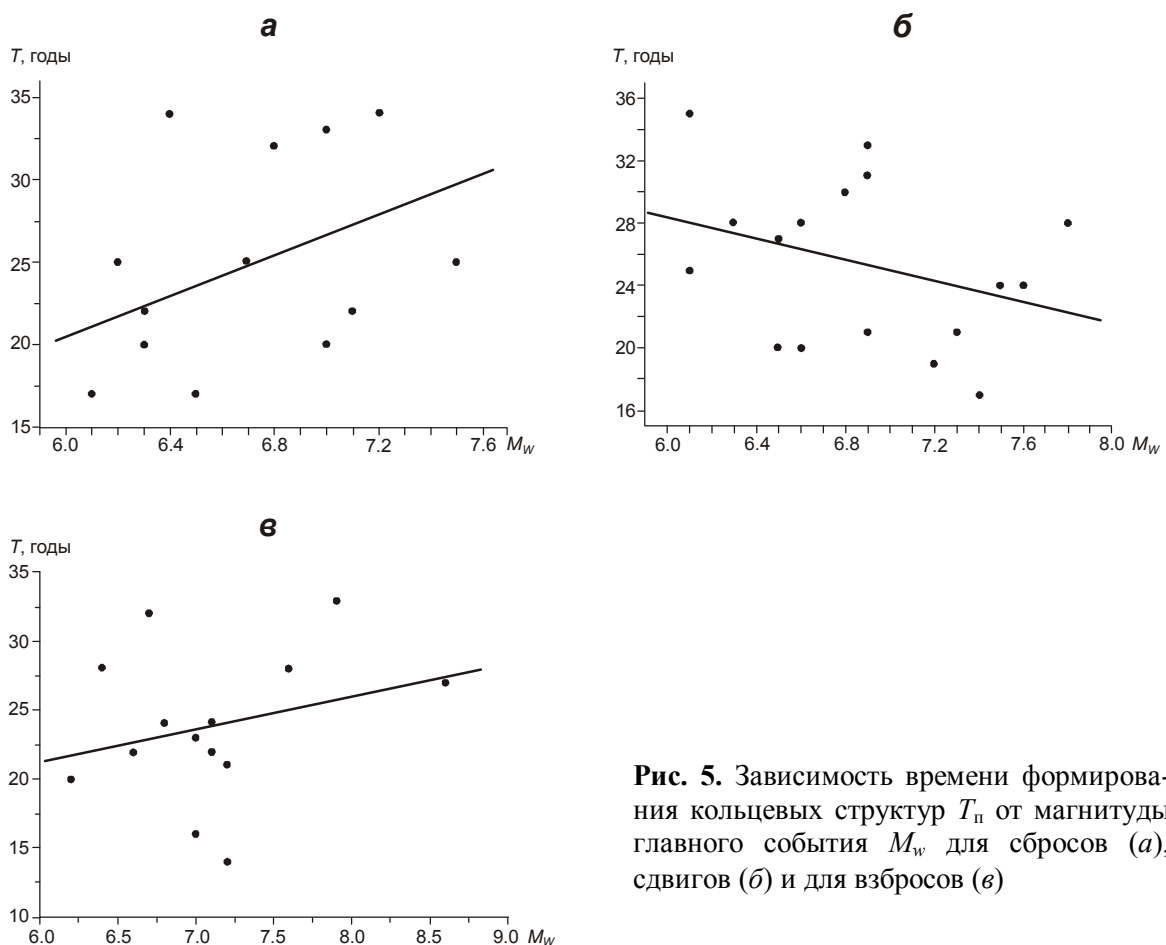 а
T, годы
35
30
25
20
15
6.0 6.4 6.8 7.2 7.6 Mw
б
T, годы
36
32
28
24
20
16
6.0 6.4 6.8 7.2 7.6 8.0 Mw
в
T, годы
35
30
25
20
15
10
6.0 6.5 7.0 7.5 8.0 8.5 9.0 Mw
Рис. 5. Зависимость времени формирова-
ния кольцевых структур Tп от магнитуды
главного события Mw для сбросов (а),
сдвигов (б) и для взбросов (в)